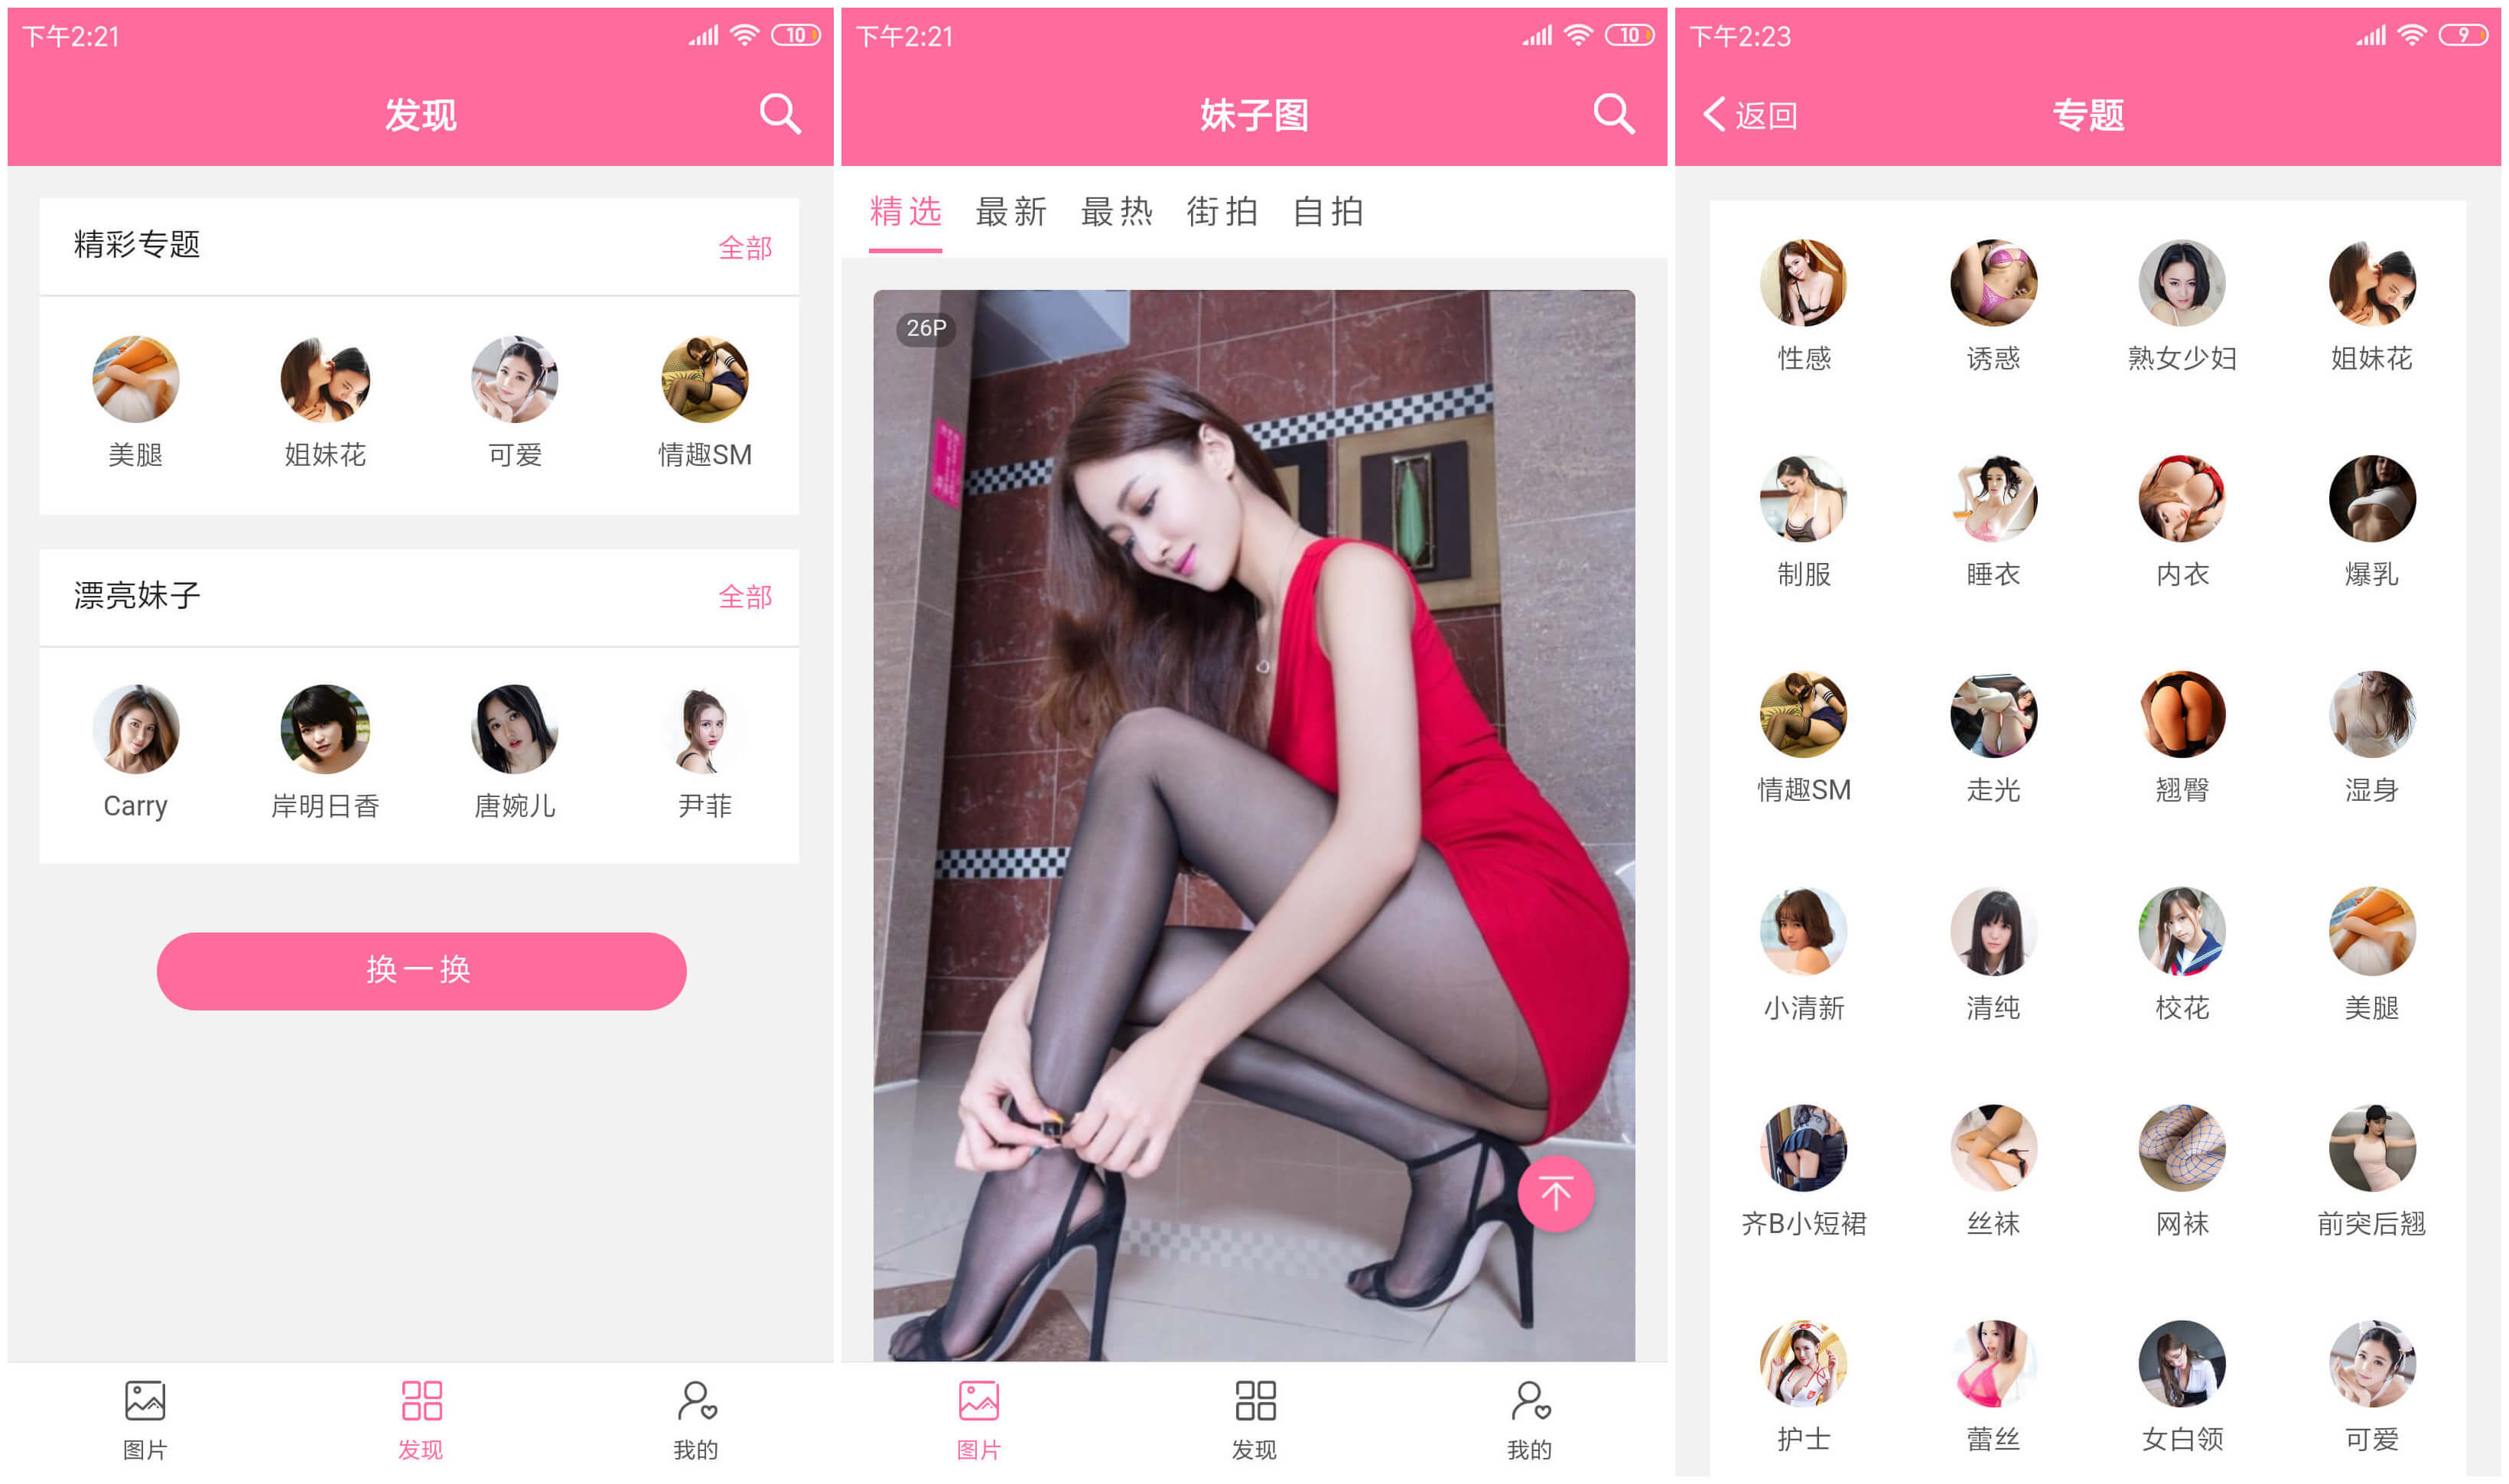 下午2:21
10
发现
精彩专题
全部
美腿
姐妹花
可爱
情趣SM
漂亮妹子
全部
Carry
岸明日香
唐婉儿
尹菲
换一换
图片
发现
我的
下午2:21
10
妹子图
精选
最新
最热
街拍
自拍
26P
图片
发现
我的
下午2:23
9
返回
专题
性感
诱惑
熟女少妇
姐妹花
制服
睡衣
内衣
爆乳
情趣SM
走光
翘臀
湿身
小清新
清纯
校花
美腿
齐B小短裙
丝袜
网袜
前突后翘
护士
蕾丝
女白领
可爱